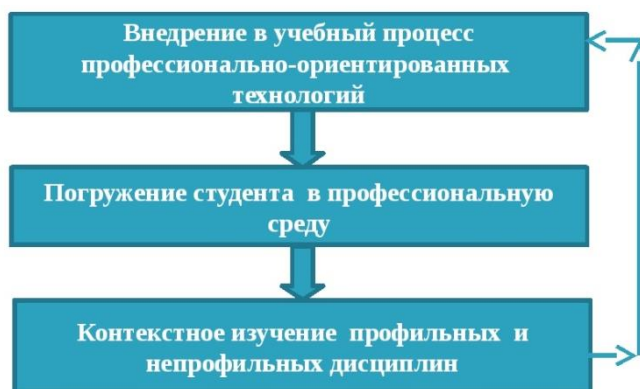 Внедрение в учебный процесс
профессионально-ориентированных
технологий
Погружение студента в профессиональную
среду
Контекстное изучение профильных и
непрофильных дисциплин